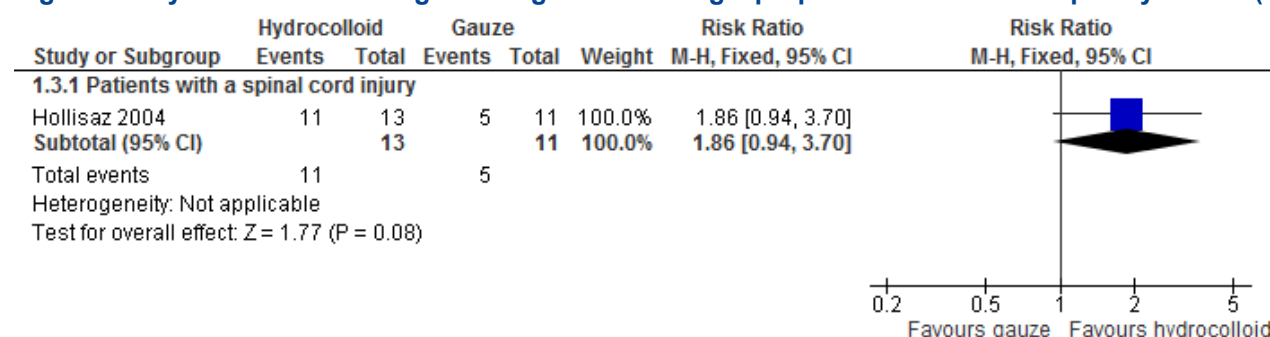 Hydrocolloid Gauze Risk Ratio Risk Ratio
Study or Subgroup Events Total Events Total Weight M-H, Fixed, 95% CI M-H, Fixed, 95% CI
1.3.1 Patients with a spinal cord injury
Hollisaz 2004 11 13 5 11 100.0% 1.86 [0.94, 3.70]
Subtotal (95% CI) 13 11 100.0% 1.86 [0.94, 3.70]
Total events 11 5
Heterogeneity: Not applicable
Test for overall effect: Z = 1.77 (P = 0.08)
0.2 0.5 1 2 5
Favours gauze Favours hydrocolloid